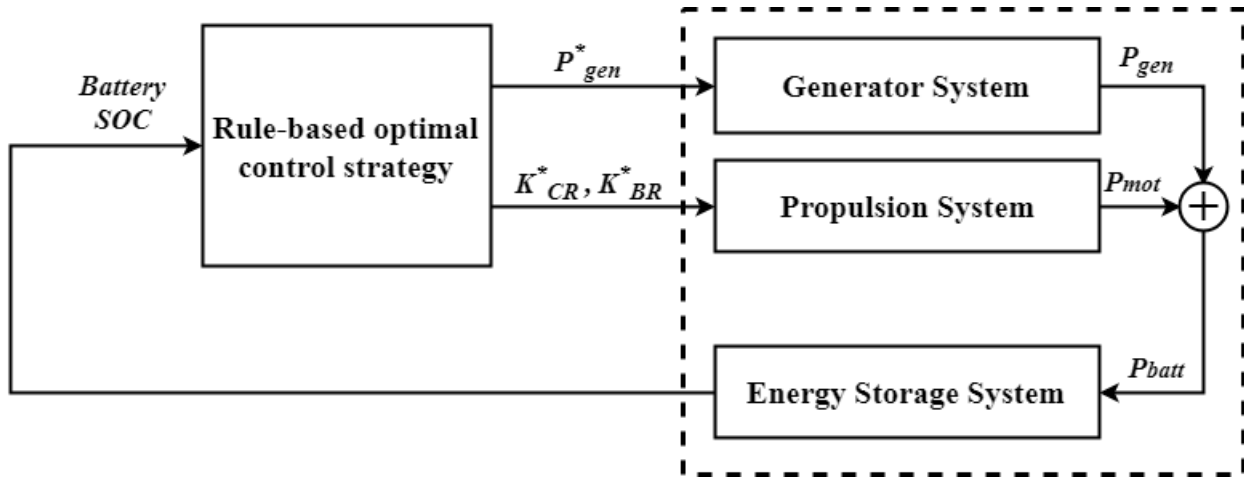 Battery
SOC
Rule-based optimal
control strategy
P*gen
K*CR, K*BR
Generator System
Propulsion System
Energy Storage System
Pgen
Pmot
+
Pbatt